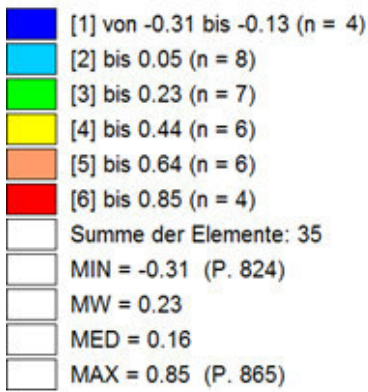 [1] von -0.31 bis -0.13 (n = 4)
[2] bis 0.05 (n = 8)
[3] bis 0.23 (n = 7)
[4] bis 0.44 (n = 6)
[5] bis 0.64 (n = 6)
[6] bis 0.85 (n = 4)
Summe der Elemente: 35
MIN = -0.31 (P. 824)
MW = 0.23
MED = 0.16
MAX = 0.85 (P. 865)